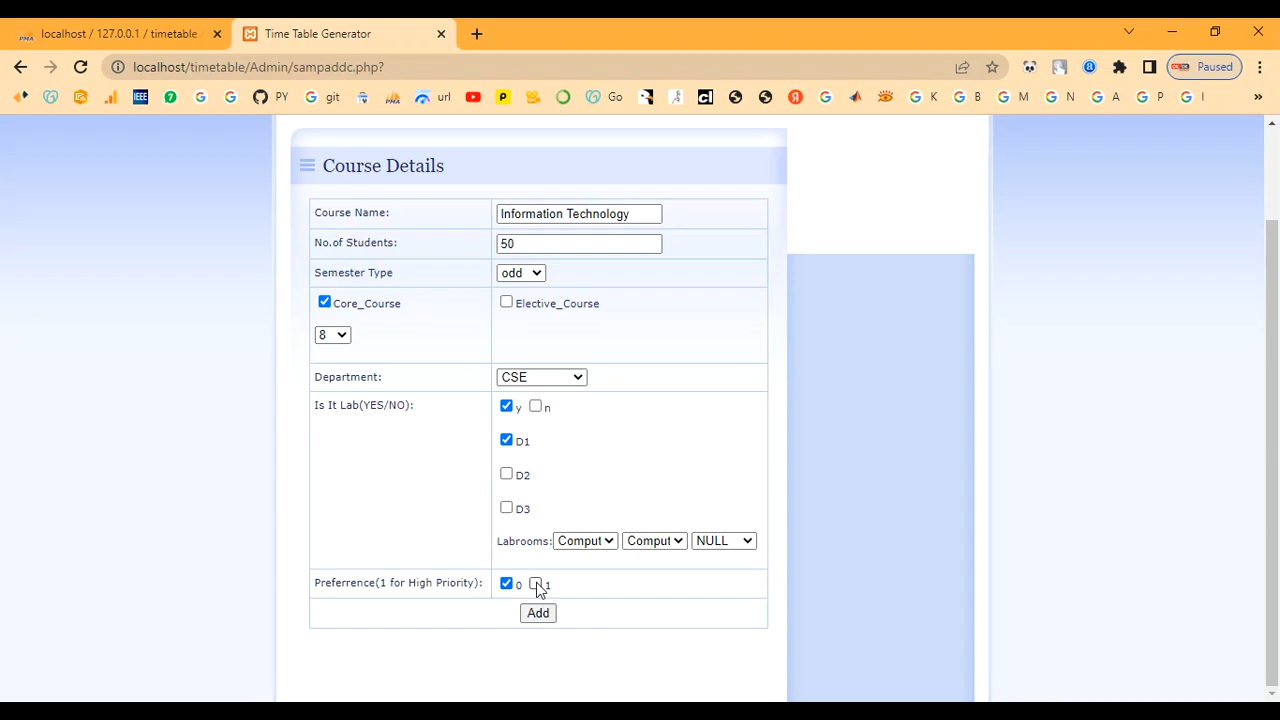 localhost / 127.0.0.1 / timetable
Time Table Generator
localhost/timetable/Admin/sampaddc.php?
Paused
IEEE
PY
git
url
Go
K
B
M
N
A
P
I
»
Course Details
Course Name:
Information Technology
No.of Students:
50
Semester Type
odd
Core_Course
Elective_Course
8
Department:
CSE
Is It Lab(YES/NO):
y
n
D1
D2
D3
Labrooms:
Comput
Comput
NULL
Preferrence(1 for High Priority):
0
1
Add